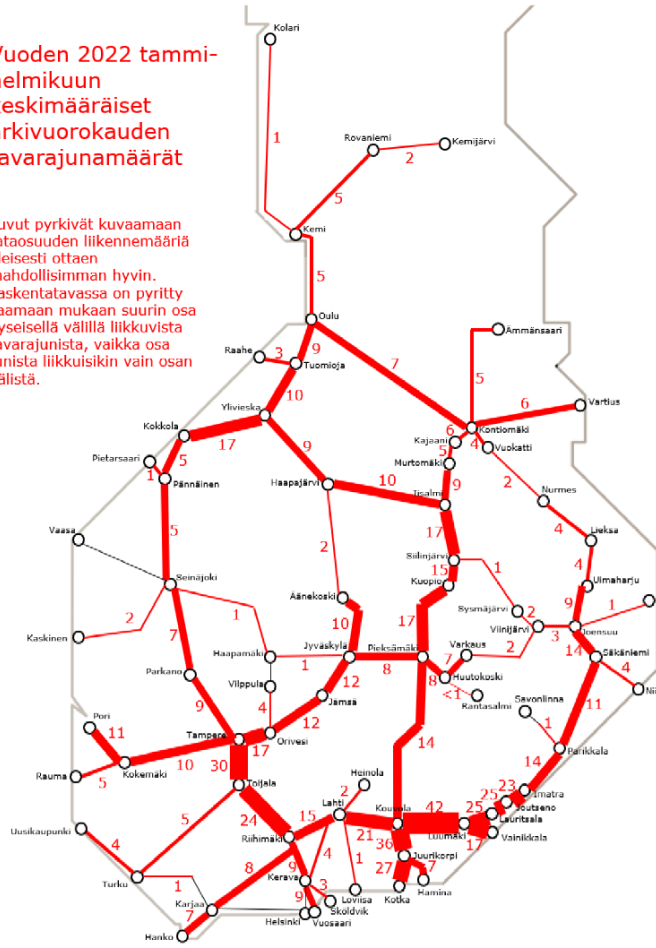 Kolari
Vuoden 2022 tammi-
helmikuun
keskimääräiset
arkivuorokauden
tavarajunamäärät
1
Rovaniemi
Kemijärvi
2
5
Luvut pyrkivät kuvaamaan
rataosuuden liikennemääriä
yleisesti ottaen
mahdollisimman hyvin.
Laskentatavassa on pyritty
saamaan mukaan suurin osa
kyseisellä välillä liikkuvista
tavarajunista, vaikka osa
junista liikkuisikin vain osan
välistä.
Kemi
5
Oulu
Ämmänsaari
Raahe
3
9
Tuomioja
7
5
10
Ylivieska
6
Vartius
Kokkola
17
Kontiomäki
6
Kajaani
4
Vuokatti
5
Pietarsaari
5
9
Murtomäki
1
Pännäinen
Haapajärvi
10
9
Iisalmi
2
Nurmes
Vaasa
5
17
4
Lieksa
2
Siilinjärvi
Seinäjoki
15
Kuopio
1
4
Uimaharju
Äänekoski
Sysmäjärvi
9
1
2
1
10
17
2
Viinijärvi
3
Joensuu
Kaskinen
7
Haapamäki
Jyväskylä
Pieksämäki
Varkaus
2
14
Säkäniemi
1
8
7
Parkano
Vilppula
12
8
Huutokoski
4
<1
Rantasalmi
Savonlinna
11
Pori
9
4
Jämsä
12
11
Tampere
17
Orivesi
14
1
Parikkala
Rauma
5
Kokemäki
10
30
14
Toijala
Heinola
23
Imatra
25
Joutseno
Uusikaupunki
5
24
Lahti
2
Kouvola
42
25
Lauritsala
15
21
Luumäki
17
Vainikkala
Riihimäki
4
36
4
8
9
1
Juurikorpi
27
7
Turku
1
Kerava
3
Karjaa
9
Loviisa
Kotka
Hamina
7
Sköldvik
Hanko
Helsinki
Vuosaari